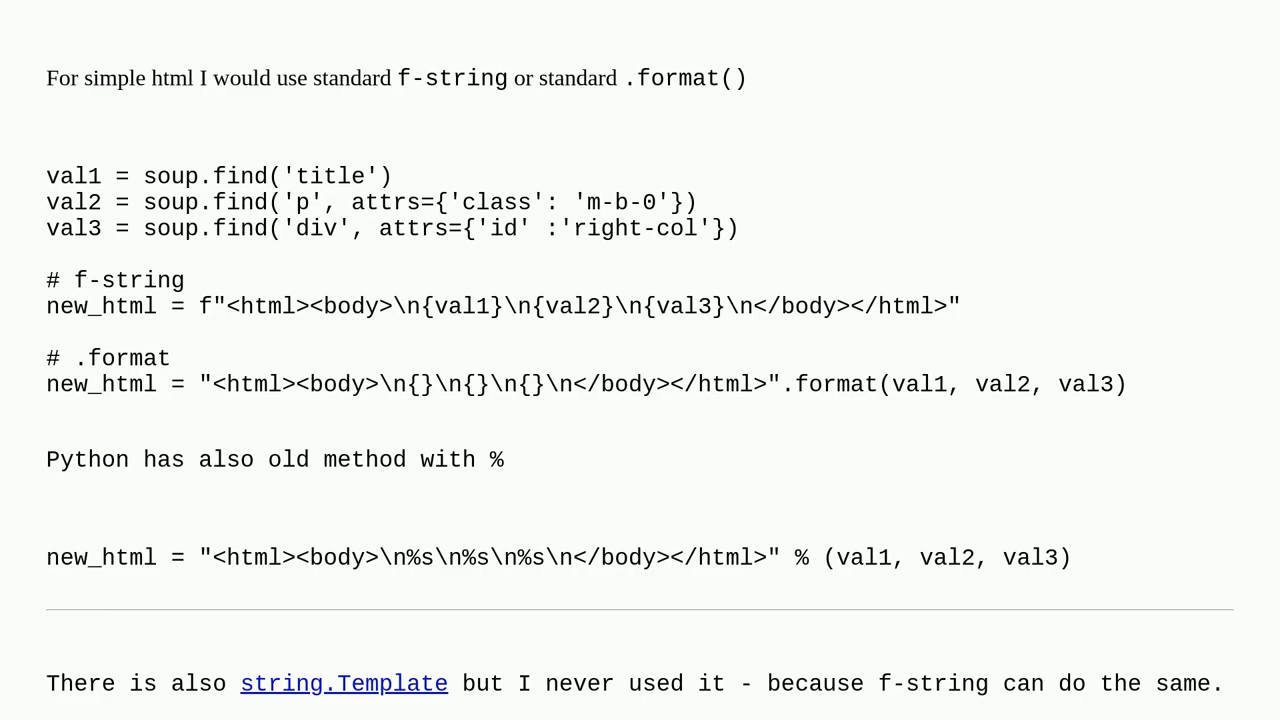 For simple html I would use standard f-string or standard .format()
val1 = soup.find('title')
val2 = soup.find('p', attrs={'class': 'm-b-0'})
val3 = soup.find('div', attrs={'id' :'right-col'})
# f-string
new_html = f"<html><body>\n{val1}\n{val2}\n{val3}\n</body></html>"
# .format
new_html = "<html><body>\n{}\n{}\n{}\n</body></html>".format(val1, val2, val3)
Python has also old method with %
new_html = "<html><body>\n%s\n%s\n%s\n</body></html>" % (val1, val2, val3)
There is also string.Template but I never used it - because f-string can do the same.